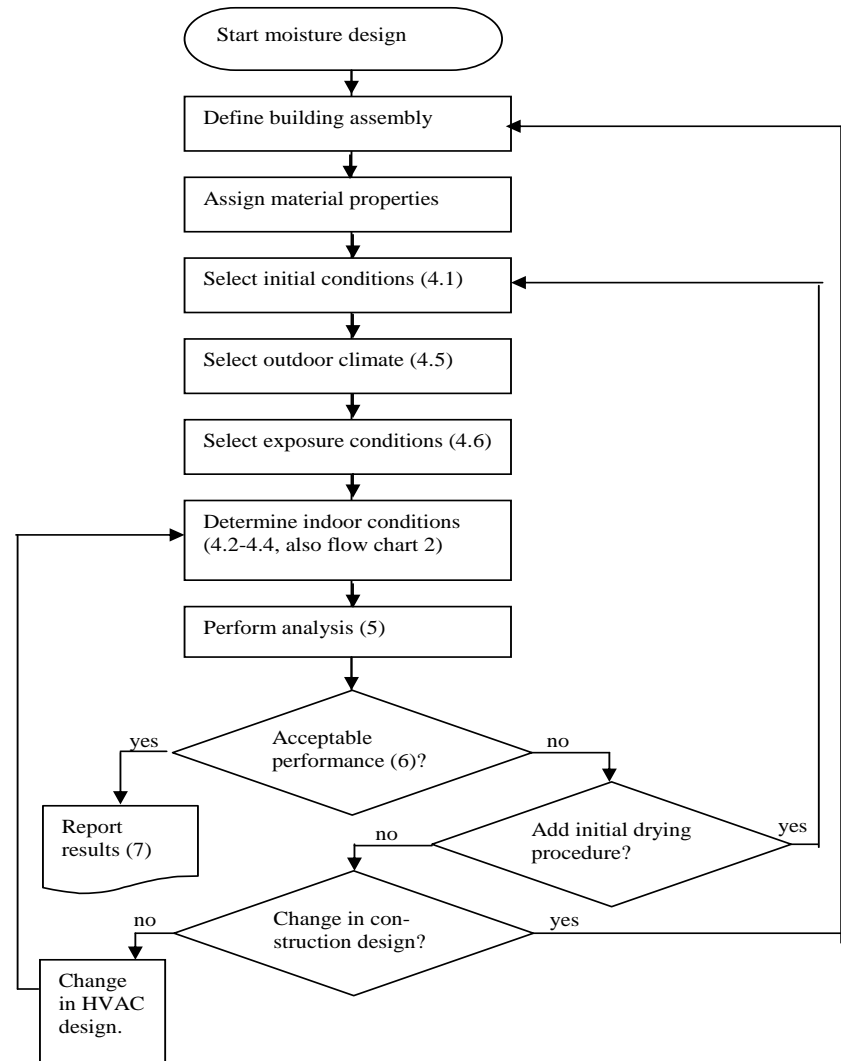 Start moisture design
Define building assembly
Assign material properties
Select initial conditions (4.1)
Select outdoor climate (4.5)
Select exposure conditions (4.6)
Determine indoor conditions
(4.2-4.4, also flow chart 2)
Perform analysis (5)
yes
Acceptable
performance (6)?
no
Report
results (7)
no
Add initial drying
procedure?
yes
no
Change in con-
struction design?
yes
Change
in HVAC
design.